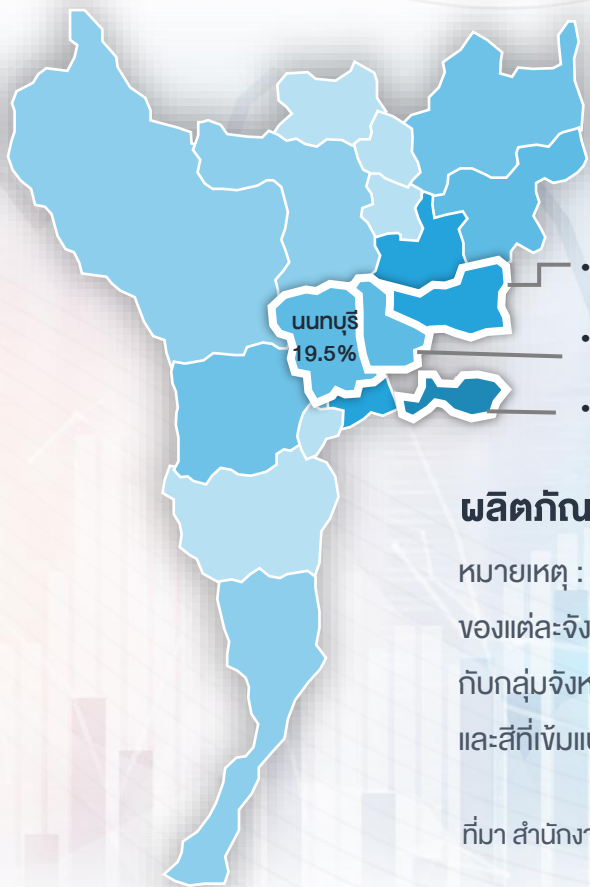 นนทบุรี
19.5%
•
•
•
ผลิตภัณ
หมายเหตุ :
ของแต่ละจัง
กับกลุ่มจังห
และสีที่เข้มแ
ที่มา สำนักงา